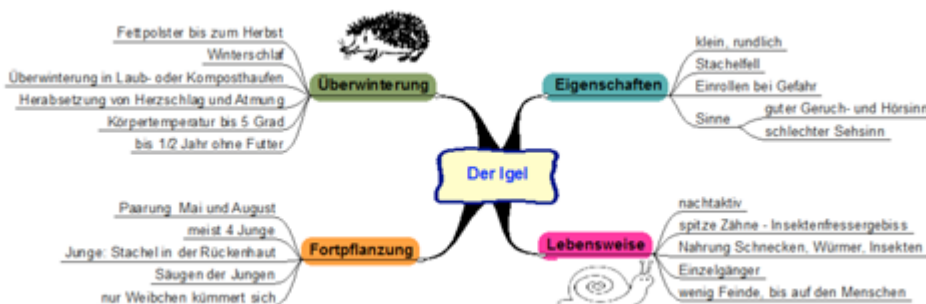 Der Igel
Überwinterung
Fettpolster bis zum Herbst
Winterschlaf
Überwinterung in Laub- oder Komposthaufen
Herabsetzung von Herzschlag und Atmung
Körpertemperatur bis 5 Grad
bis 1/2 Jahr ohne Futter
Eigenschaften
klein, rundlich
Stachelfell
Einrollen bei Gefahr
Sinne
guter Geruch- und Hörsinn
schlechter Sehsinn
Fortpflanzung
Paarung Mai und August
meist 4 Junge
Junge: Stachel in der Rückenhaut
Säugen der Jungen
nur Weibchen kümmert sich
Lebensweise
nachtaktiv
spitze Zähne - Insektenfressergebiss
Nahrung Schnecken, Würmer, Insekten
Einzelgänger
wenig Feinde, bis auf den Menschen